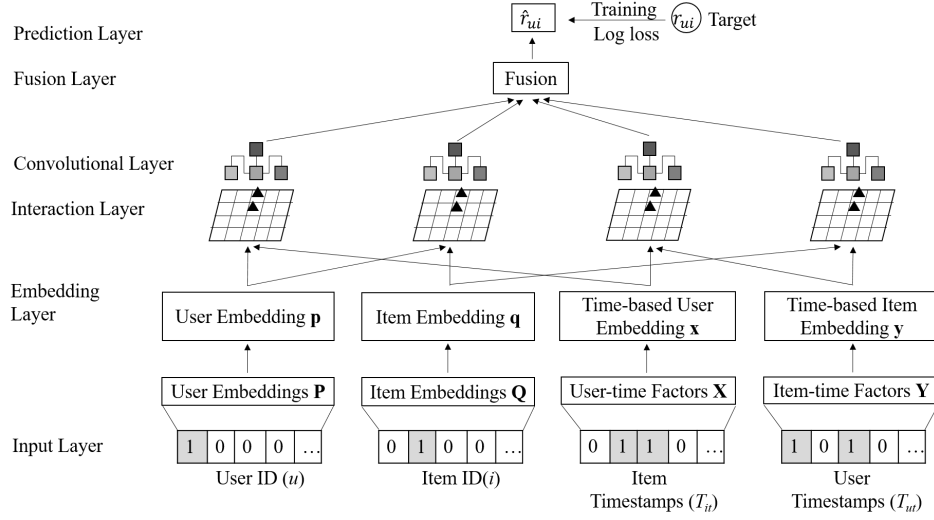 Prediction Layer
r̂ui
Training
Log loss
rui
Target
Fusion Layer
Fusion
Convolutional Layer
Interaction Layer
Embedding
Layer
User Embedding p
Item Embedding q
Time-based User
Embedding x
Time-based Item
Embedding y
User Embeddings P
Item Embeddings Q
User-time Factors X
Item-time Factors Y
Input Layer
1 0 0 0 …
0 1 0 0 …
0 1 1 0 …
1 0 1 0 …
User ID (u)
Item ID(i)
Item
Timestamps (Tit)
User
Timestamps (Tut)